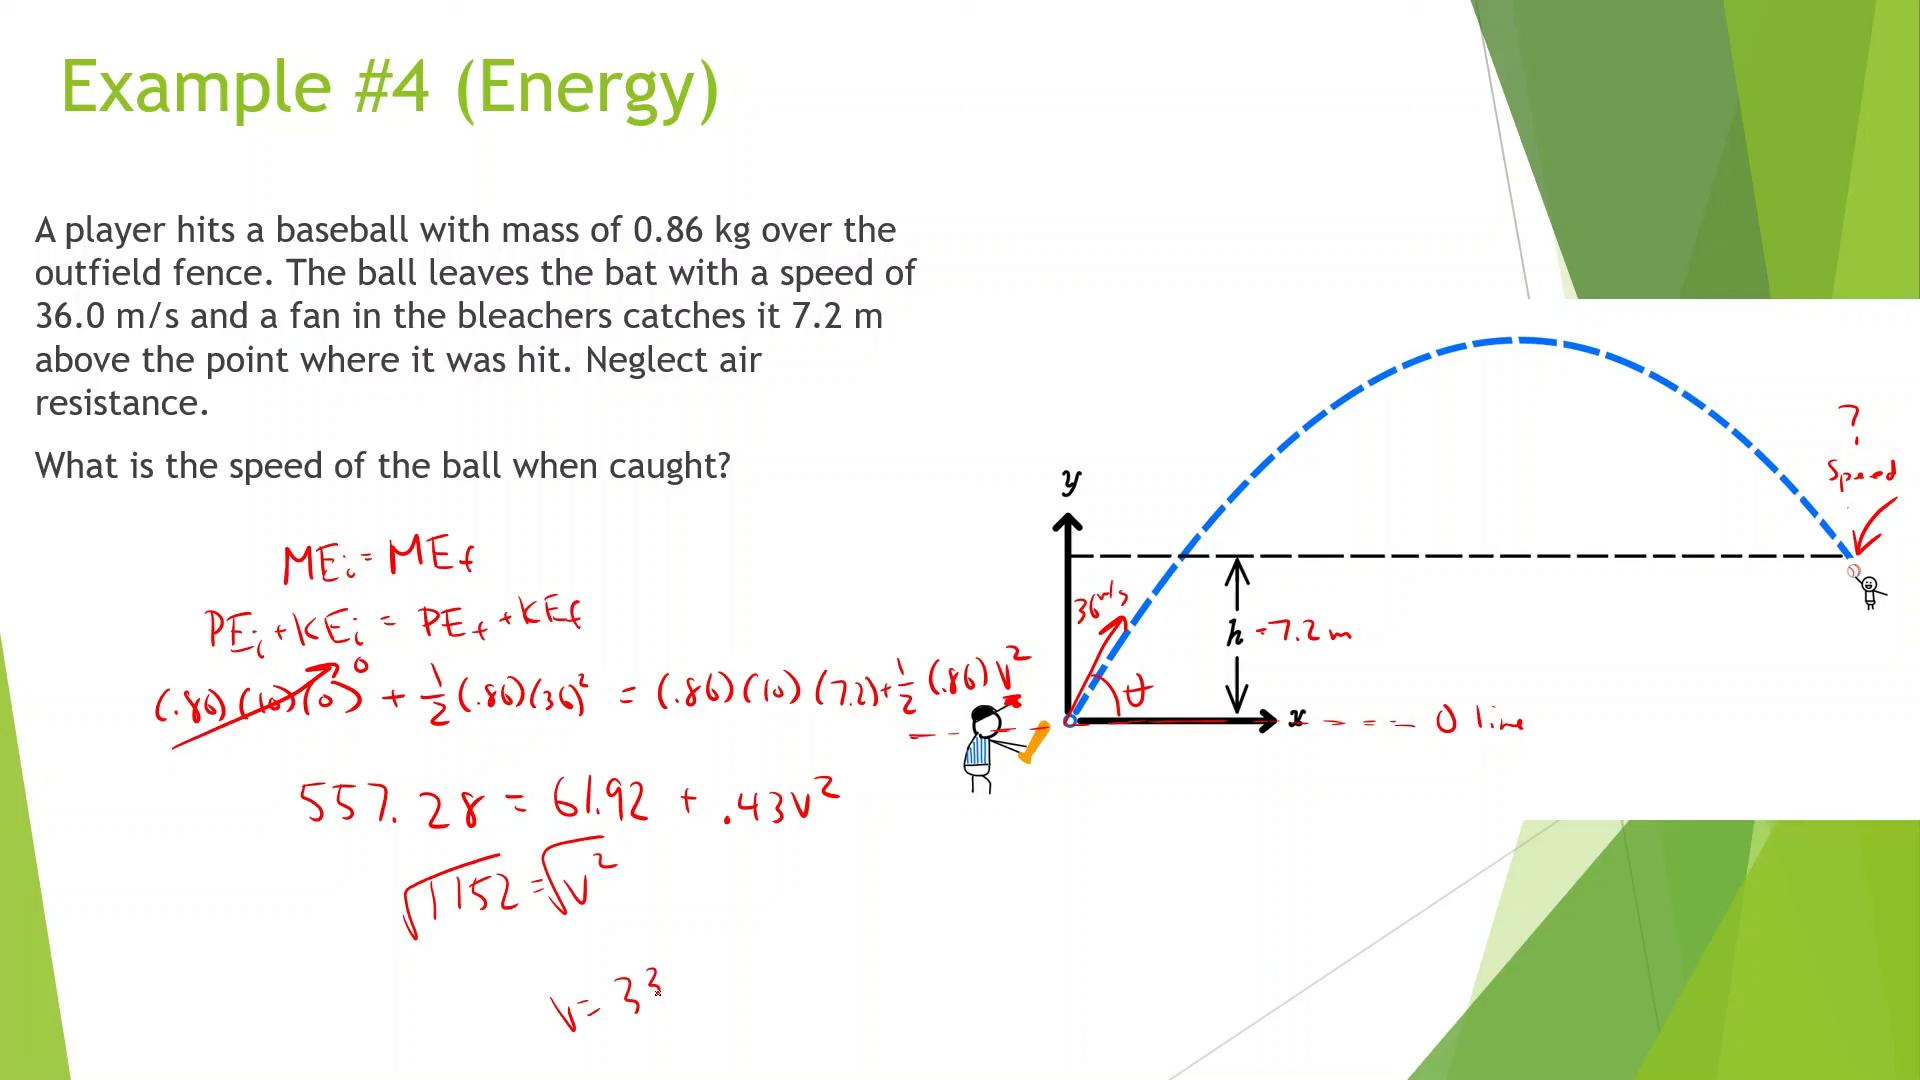 Example #4 (Energy)
A player hits a baseball with mass of 0.86 kg over the
outfield fence. The ball leaves the bat with a speed of
36.0 m/s and a fan in the bleachers catches it 7.2 m
above the point where it was hit. Neglect air
resistance.
What is the speed of the ball when caught?
MEi = MEf
PEi + KEi = PEf + KEf
(.86)(10)(0) 0 + 1/2 (.86)(36)² = (.86)(10)(7.2) + 1/2 (.86) v²
557.28 = 61.92 + .43v²
√1152 = √v²
v = 33
?
Speed
y
36 m/s
h = 7.2 m
θ
x
0 line